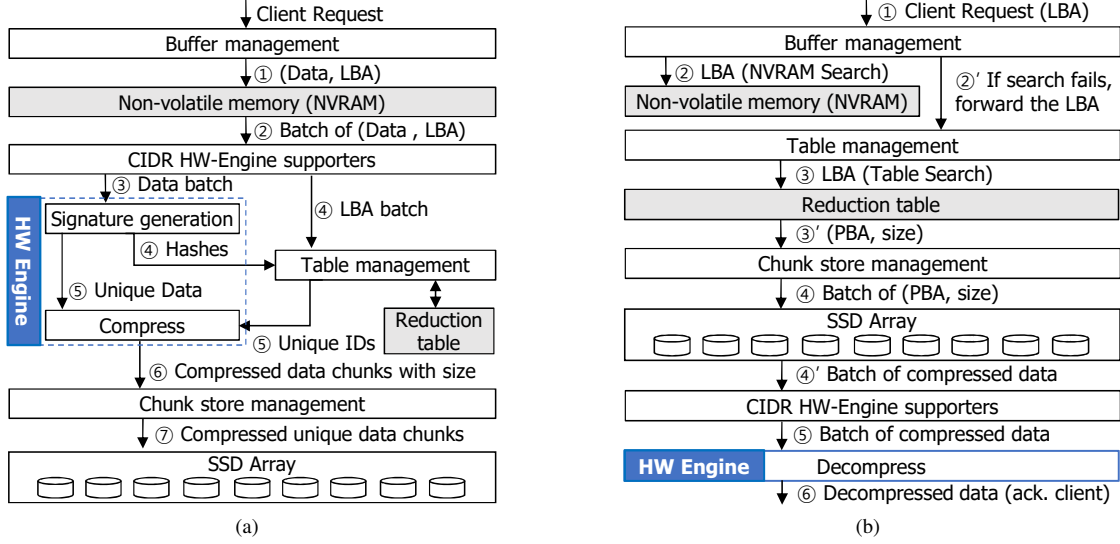 Client Request
Buffer management
① (Data, LBA)
Non-volatile memory (NVRAM)
② Batch of (Data , LBA)
CIDR HW-Engine supporters
③ Data batch
④ LBA batch
HW Engine
Signature generation
④ Hashes
Table management
⑤ Unique Data
Compress
⑤ Unique IDs
Reduction
table
⑥ Compressed data chunks with size
Chunk store management
⑦ Compressed unique data chunks
SSD Array
(a)
① Client Request (LBA)
Buffer management
② LBA (NVRAM Search)
Non-volatile memory (NVRAM)
②’ If search fails,
forward the LBA
Table management
③ LBA (Table Search)
Reduction table
③’ (PBA, size)
Chunk store management
④ Batch of (PBA, size)
SSD Array
④’ Batch of compressed data
CIDR HW-Engine supporters
⑤ Batch of compressed data
HW Engine
Decompress
⑥ Decompressed data (ack. client)
(b)